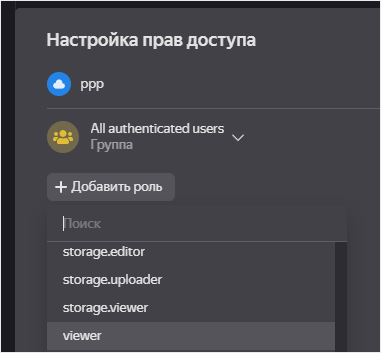 Настройка прав доступа
ppp
All authenticated users
Группа
+ Добавить роль
Поиск
storage.editor
storage.uploader
storage.viewer
viewer